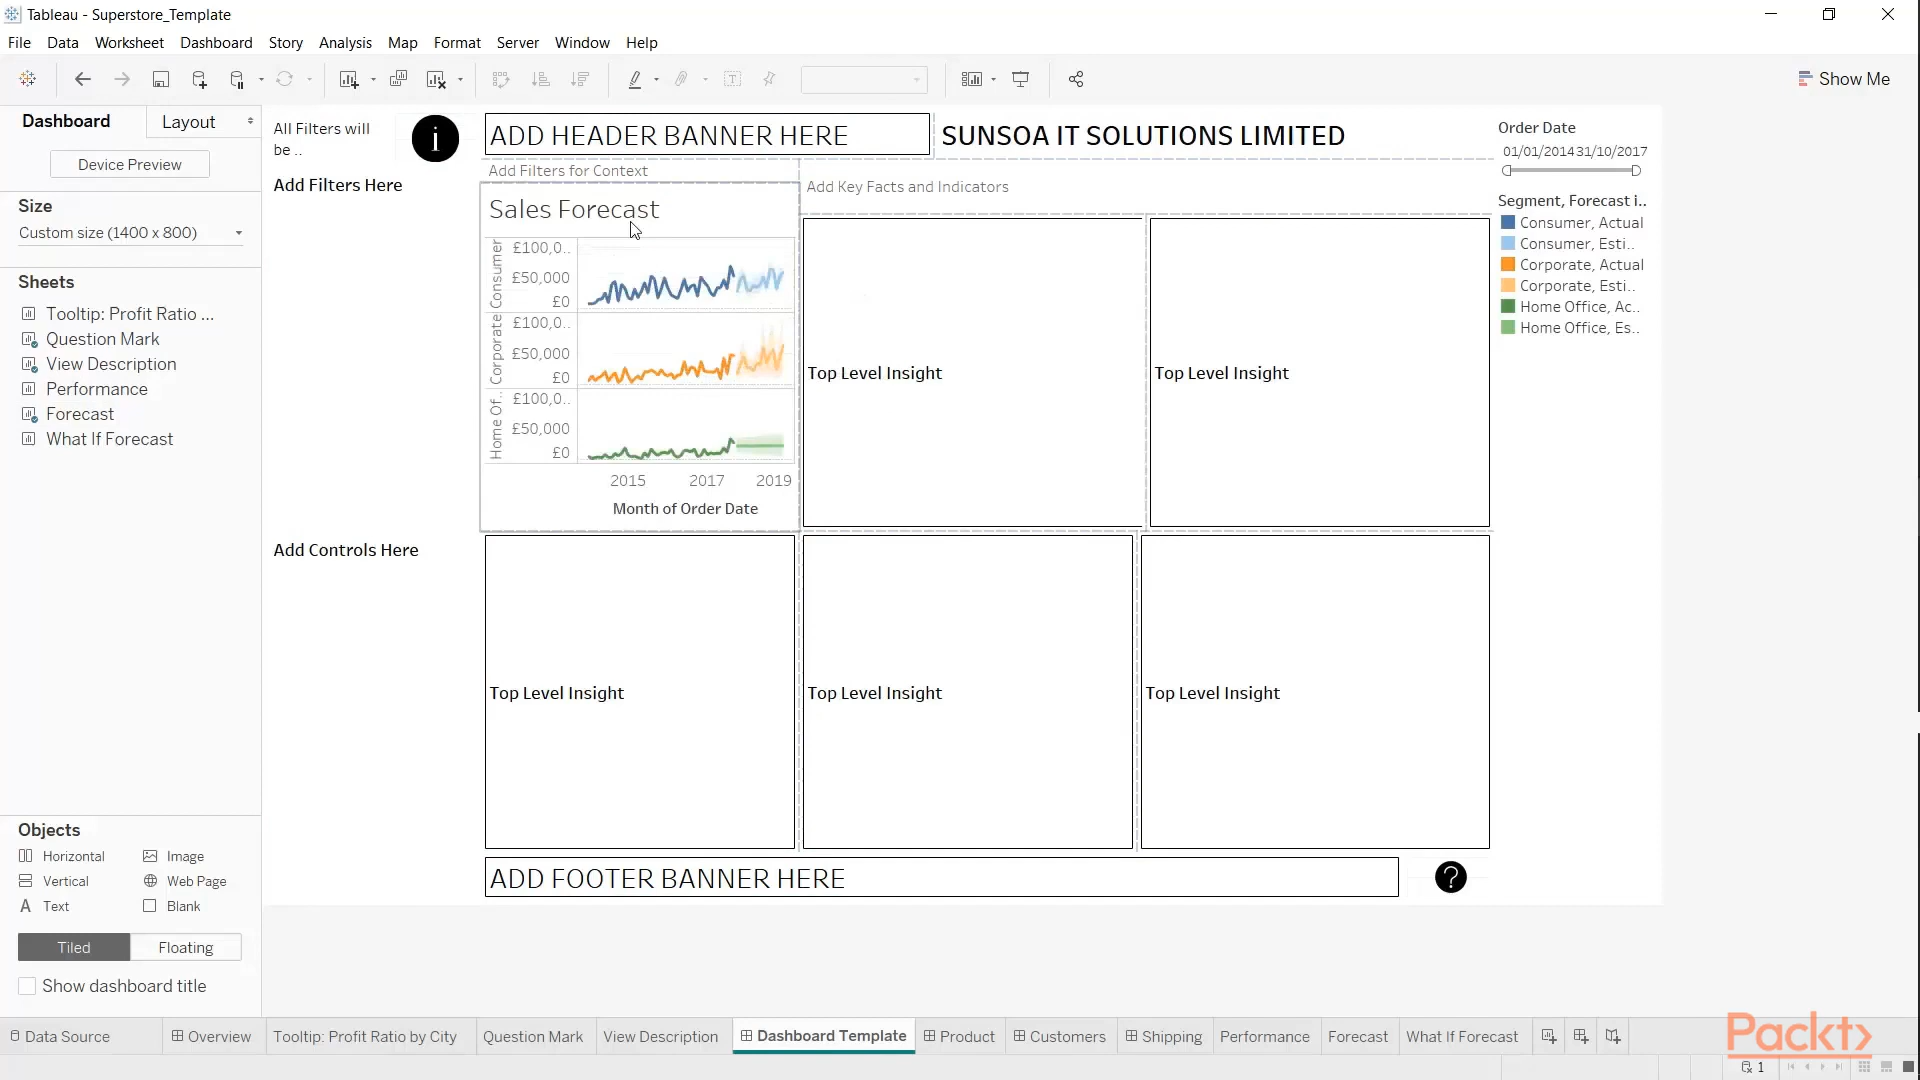 Tableau - Superstore_Template
File Data Worksheet Dashboard Story Analysis Map Format Server Window Help
Show Me
Dashboard
Layout
Device Preview
Size
Custom size (1400 x 800)
Sheets
Tooltip: Profit Ratio ...
Question Mark
View Description
Performance
Forecast
What If Forecast
Objects
Horizontal
Image
Vertical
Web Page
Text
Blank
Tiled
Floating
Show dashboard title
All Filters will
be ..
i
ADD HEADER BANNER HERE
SUNSOA IT SOLUTIONS LIMITED
Add Filters Here
Add Filters for Context
Add Key Facts and Indicators
Sales Forecast
Consumer
£100,0..
£50,000
£0
Corporate
£100,0..
£50,000
£0
Home Of..
£100,0..
£50,000
£0
2015 2017 2019
Month of Order Date
Top Level Insight
Top Level Insight
Add Controls Here
Top Level Insight
Top Level Insight
Top Level Insight
ADD FOOTER BANNER HERE
?
Order Date
01/01/2014 31/10/2017
Segment, Forecast i..
Consumer, Actual
Consumer, Esti..
Corporate, Actual
Corporate, Esti..
Home Office, Ac..
Home Office, Es..
Data Source
Overview
Tooltip: Profit Ratio by City
Question Mark
View Description
Dashboard Template
Product
Customers
Shipping
Performance
Forecast
What If Forecast
Packt
1